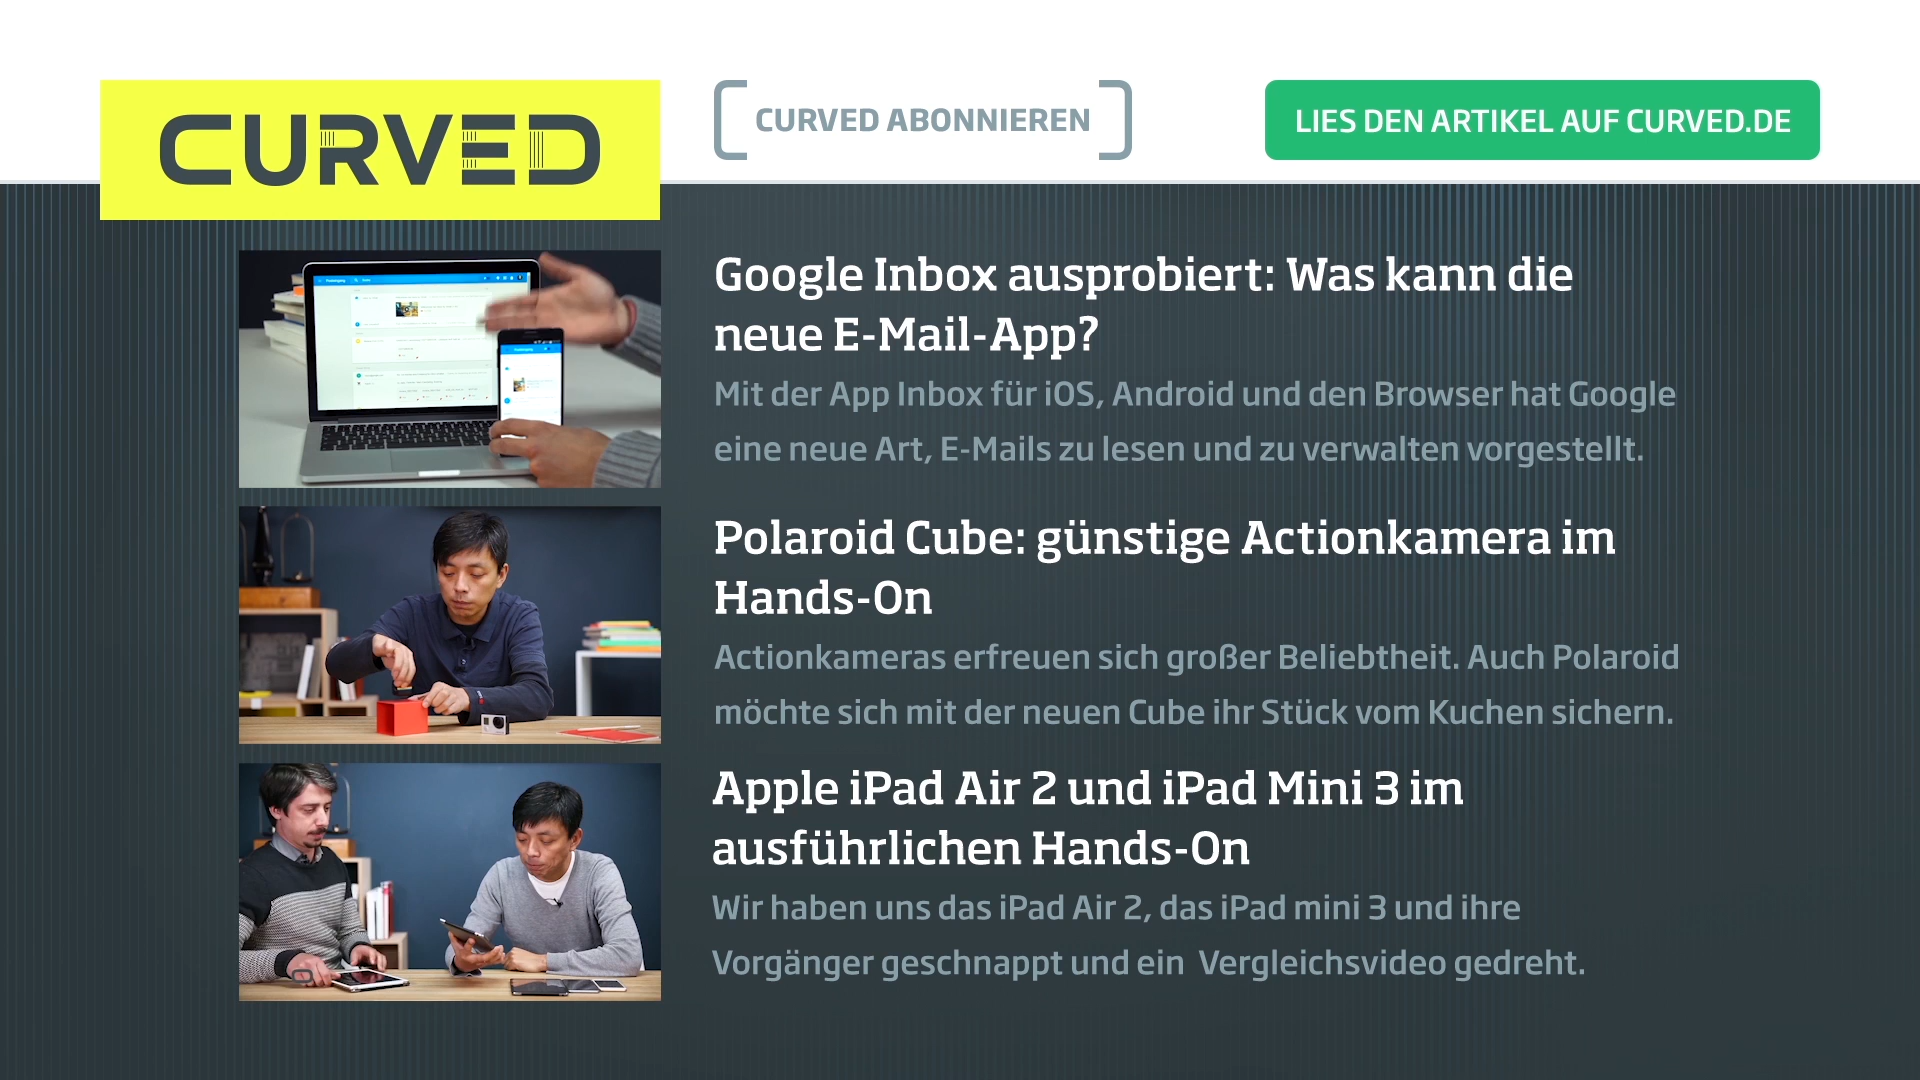 CURVED
CURVED ABONNIEREN
LIES DEN ARTIKEL AUF CURVED.DE
Google Inbox ausprobiert: Was kann die
neue E-Mail-App?
Mit der App Inbox für iOS, Android und den Browser hat Google
eine neue Art, E-Mails zu lesen und zu verwalten vorgestellt.
Polaroid Cube: günstige Actionkamera im
Hands-On
Actionkameras erfreuen sich großer Beliebtheit. Auch Polaroid
möchte sich mit der neuen Cube ihr Stück vom Kuchen sichern.
Apple iPad Air 2 und iPad Mini 3 im
ausführlichen Hands-On
Wir haben uns das iPad Air 2, das iPad mini 3 und ihre
Vorgänger geschnappt und ein  Vergleichsvideo gedreht.